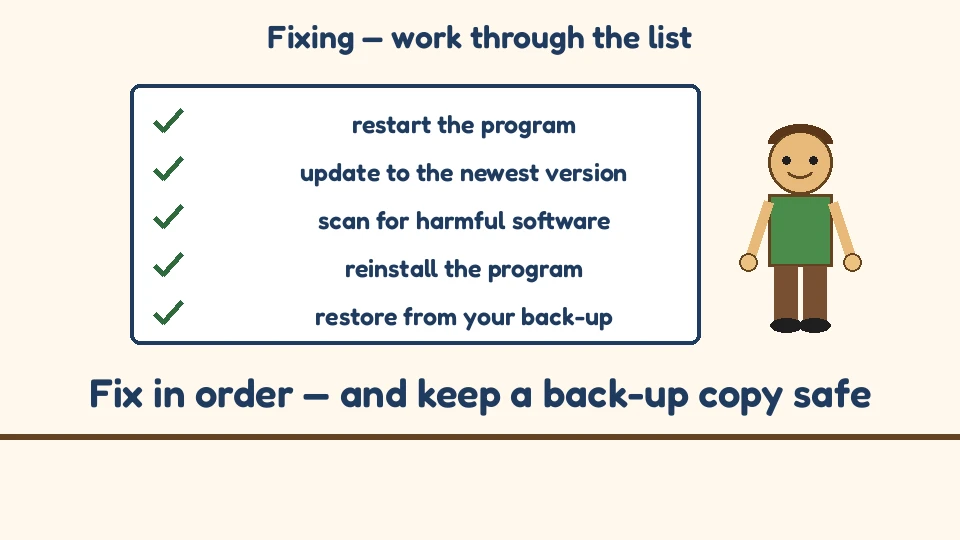 Fixing — work through the list
restart the program
update to the newest version
scan for harmful software
reinstall the program
restore from your back-up
Fix in order — and keep a back-up copy safe